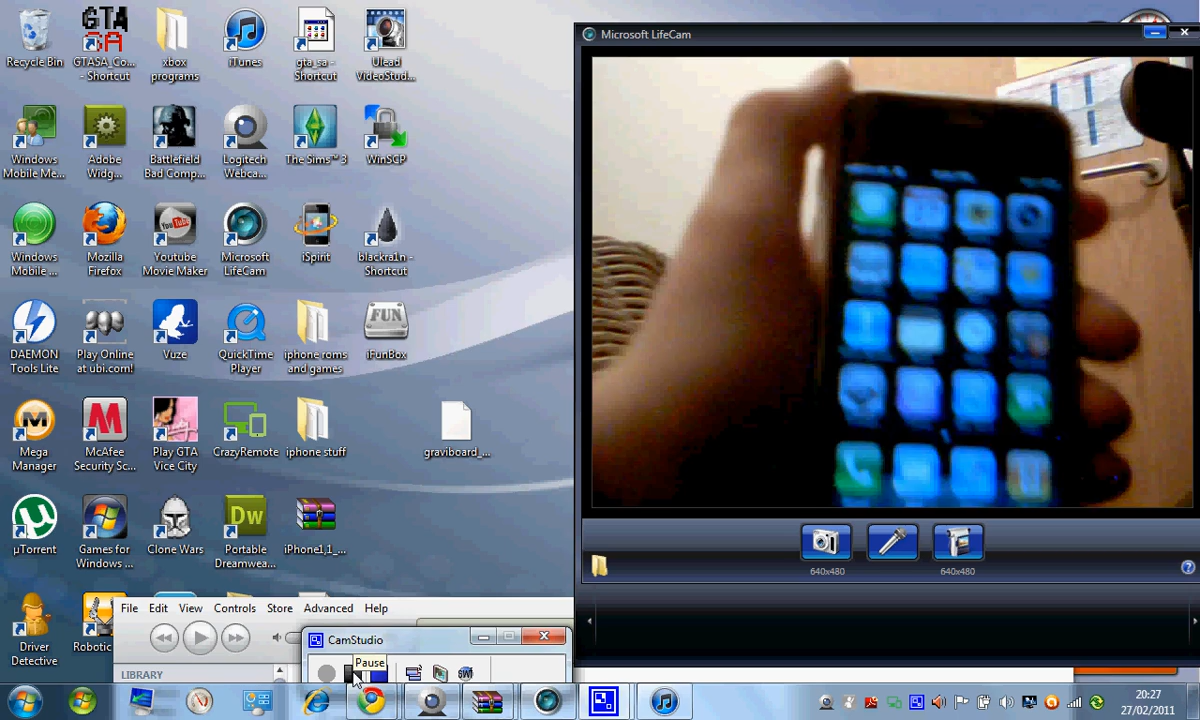 Recycle Bin
GTASA_Co...
- Shortcut
xbox
programs
iTunes
gta_sa -
Shortcut
Ulead
VideoStud...
Windows
Mobile Me...
Adobe
Widg...
Battlefield
Bad Comp...
Logitech
Webca...
The Sims™ 3
WinSCP
Windows
Mobile ...
Mozilla
Firefox
You Tube
Youtube
Movie Maker
Microsoft
LifeCam
iSpirit
blackra1n -
Shortcut
DAEMON
Tools Lite
Play Online
at ubi.com!
Vuze
QuickTime
Player
iphone roms
and games
FUN
iFunBox
Mega
Manager
McAfee
Security Sc...
Play GTA
Vice City
CrazyRemote
iphone stuff
graviboard_...
µTorrent
Games for
Windows ...
Clone Wars
Dw
Portable
Dreamwea...
iPhone1,1_...
Driver
Detective
Robotic
Microsoft LifeCam
640x480
640x480
File Edit View Controls Store Advanced Help
LIBRARY
CamStudio
Pause
20:27
27/02/2011